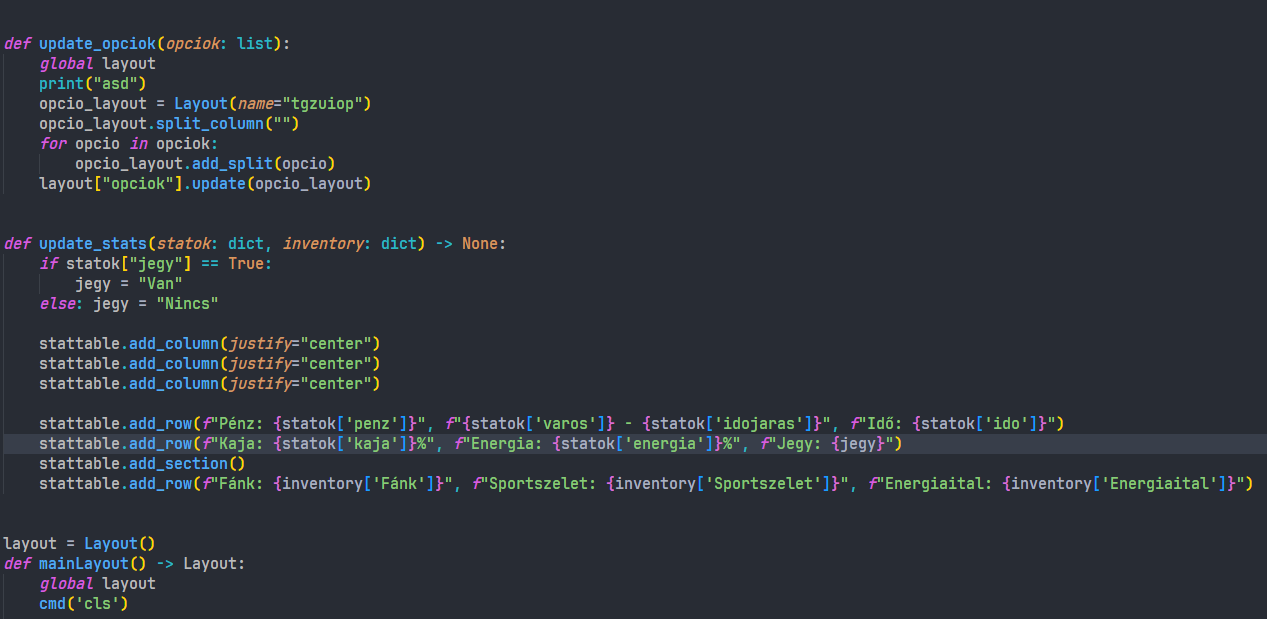 def update_opciok(opciok: list):
    global layout
    print("asd")
    opcio_layout = Layout(name="tgzuiop")
    opcio_layout.split_column("")
    for opcio in opciok:
        opcio_layout.add_split(opcio)
    layout["opciok"].update(opcio_layout)
def update_stats(statok: dict, inventory: dict) -> None:
    if statok["jegy"] == True:
        jegy = "Van"
    else: jegy = "Nincs"
    stattable.add_column(justify="center")
    stattable.add_column(justify="center")
    stattable.add_column(justify="center")
    stattable.add_row(f"Pénz: {statok['penz']}", f"{statok['varos']} - {statok['idojaras']}", f"Idő: {statok['ido']}")
    stattable.add_row(f"Kaja: {statok['kaja']}%", f"Energia: {statok['energia']}%", f"Jegy: {jegy}")
    stattable.add_section()
    stattable.add_row(f"Fánk: {inventory['Fánk']}", f"Sportszelet: {inventory['Sportszelet']}", f"Energiaital: {inventory['Energiaital']}")
layout = Layout()
def mainLayout() -> Layout:
    global layout
    cmd('cls')